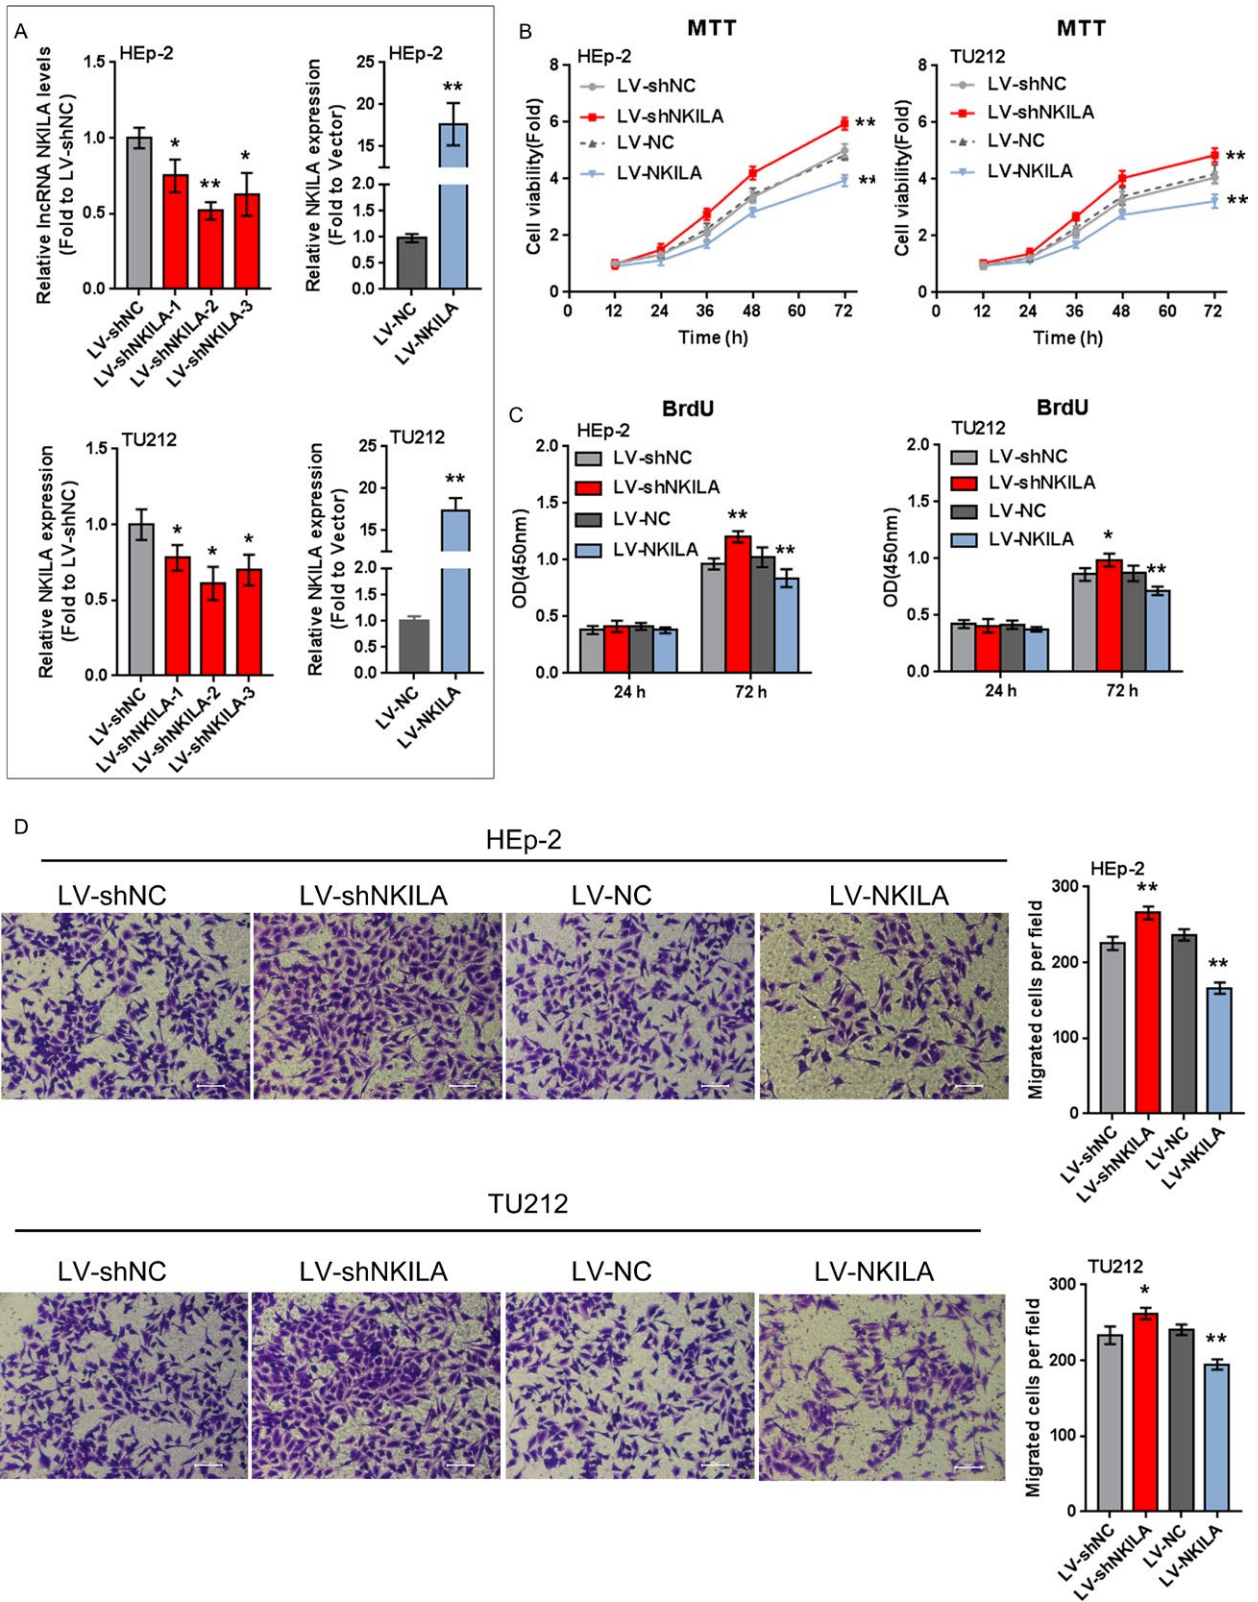 A
HEp-2
Relative lncRNA NKILA levels
(Fold to LV-shNC)
1.5
1.0
0.5
0.0
*
**
*
LV-shNC
LV-shNKILA-1
LV-shNKILA-2
LV-shNKILA-3
HEp-2
Relative NKILA expression
(Fold to Vector)
25
20
15
2.0
1.5
1.0
0.5
0.0
**
LV-NC
LV-NKILA
TU212
Relative NKILA expression
(Fold to LV-shNC)
1.5
1.0
0.5
0.0
*
*
*
LV-shNC
LV-shNKILA-1
LV-shNKILA-2
LV-shNKILA-3
TU212
Relative NKILA expression
(Fold to Vector)
25
20
15
2.0
1.5
1.0
0.5
0.0
**
LV-NC
LV-NKILA
B
MTT
HEp-2
LV-shNC
LV-shNKILA
LV-NC
LV-NKILA
Cell viability(Fold)
8
6
4
2
0
**
**
0 12 24 36 48 60 72
Time (h)
MTT
TU212
LV-shNC
LV-shNKILA
LV-NC
LV-NKILA
Cell viability(Fold)
8
6
4
2
0
**
**
0 12 24 36 48 60 72
Time (h)
C
BrdU
HEp-2
LV-shNC
LV-shNKILA
LV-NC
LV-NKILA
OD(450nm)
2.0
1.5
1.0
0.5
0.0
**
**
24 h 72 h
BrdU
TU212
LV-shNC
LV-shNKILA
LV-NC
LV-NKILA
OD(450nm)
2.0
1.5
1.0
0.5
0.0
*
**
24 h 72 h
D
HEp-2
LV-shNC LV-shNKILA LV-NC LV-NKILA
HEp-2
Migrated cells per field
300
200
100
0
**
**
LV-shNC
LV-shNKILA
LV-NC
LV-NKILA
TU212
LV-shNC LV-shNKILA LV-NC LV-NKILA
TU212
Migrated cells per field
300
200
100
0
*
**
LV-shNC
LV-shNKILA
LV-NC
LV-NKILA